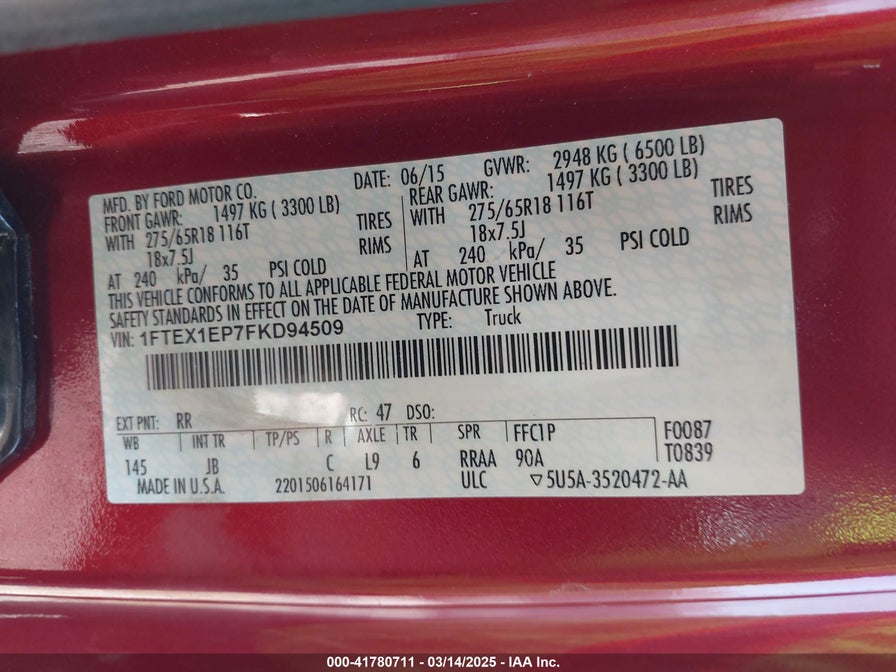 MFD. BY FORD MOTOR CO. DATE: 06/15 GVWR: 2948 KG ( 6500 LB)
FRONT GAWR: 1497 KG ( 3300 LB) REAR GAWR: 1497 KG ( 3300 LB)
WITH 275/65R18 116T TIRES WITH 275/65R18 116T TIRES
18x7.5J RIMS 18x7.5J RIMS
AT 240 kPa/ 35 PSI COLD AT 240 kPa/ 35 PSI COLD
THIS VEHICLE CONFORMS TO ALL APPLICABLE FEDERAL MOTOR VEHICLE
SAFETY STANDARDS IN EFFECT ON THE DATE OF MANUFACTURE SHOWN ABOVE.
VIN: 1FTEX1EP7FKD94509 TYPE: Truck
EXT PNT: RR RC: 47 DSO:
WB INT TR TP/PS R AXLE TR SPR FFC1P F0087
145 JB C L9 6 RRAA 90A T0839
MADE IN U.S.A. 2201506164171 ULC ▽5U5A-3520472-AA
000-41780711 - 03/14/2025 - IAA Inc.